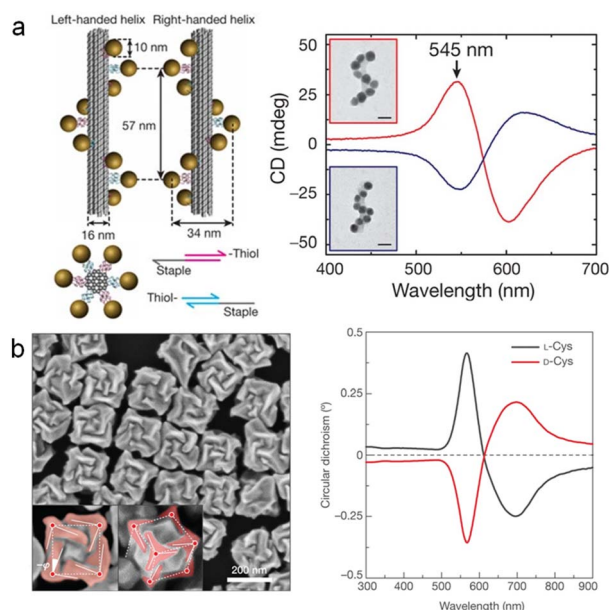 a
Left-handed helix Right-handed helix
10 nm
57 nm
16 nm
34 nm
-Thiol
Staple
Thiol-
Staple
CD (mdeg)
50
25
0
-25
-50
545 nm
400 500 600 700
Wavelength (nm)
b
-φ
200 nm
Circular dichroism (°)
0.5
0.25
0
-0.25
-0.5
L-Cys
D-Cys
300 400 500 600 700 800 900
Wavelength (nm)